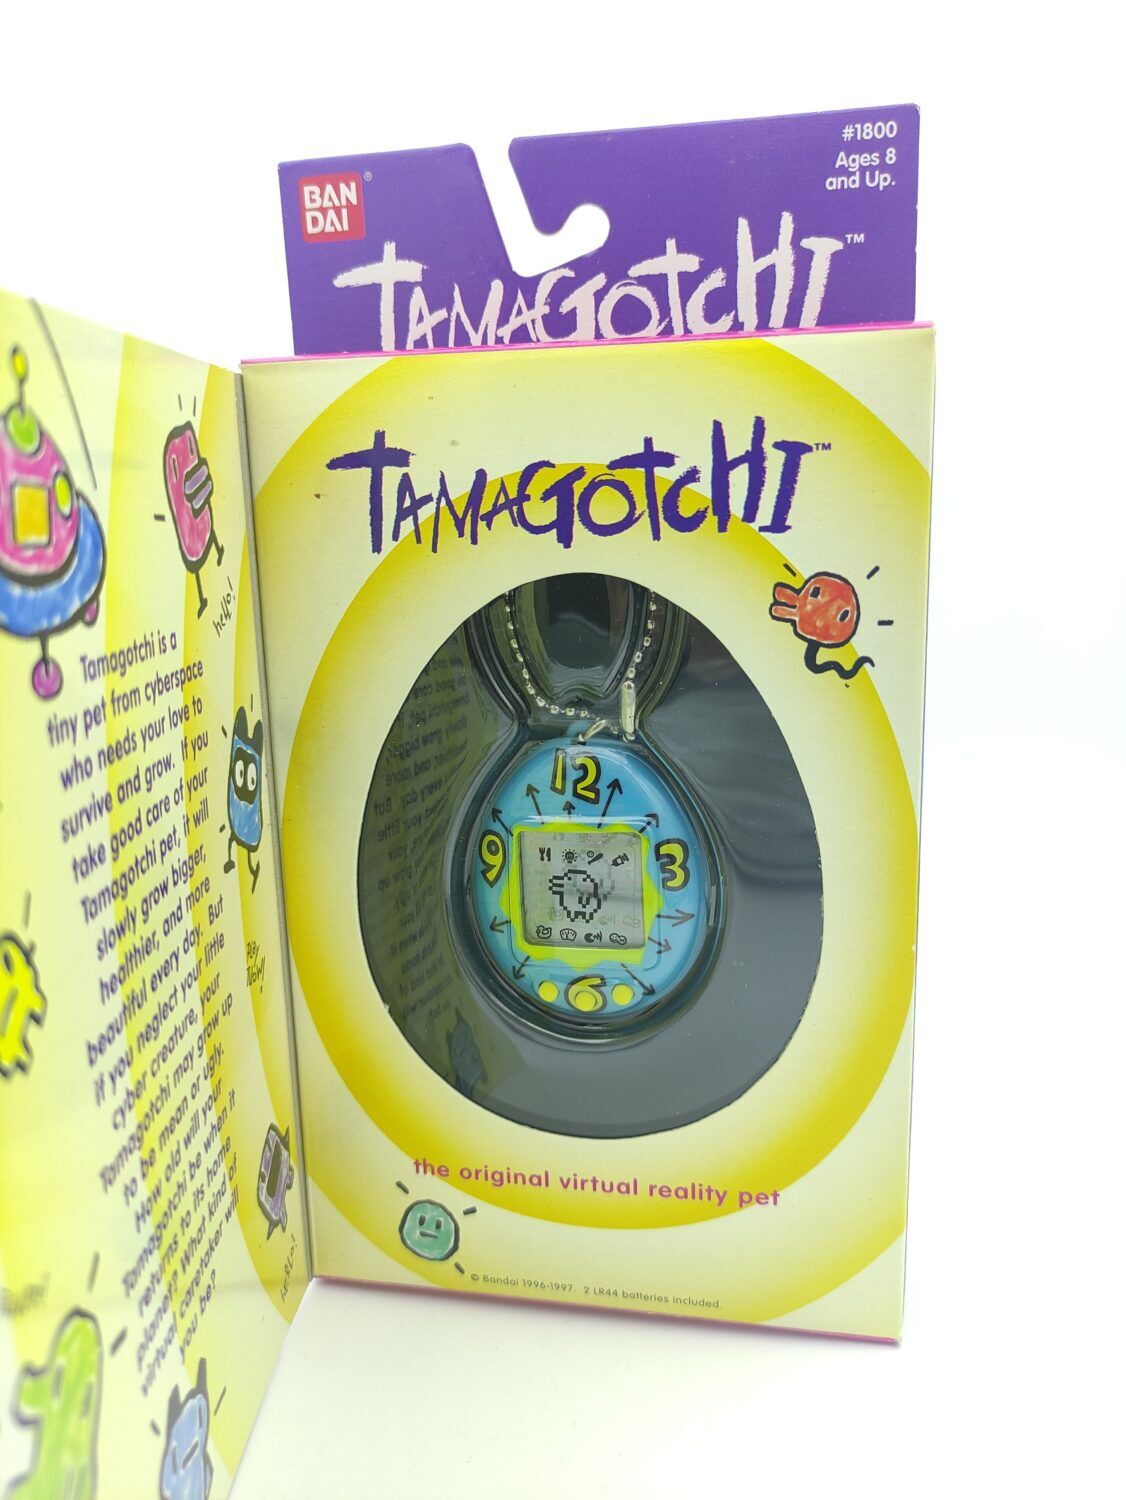 BAN
DAI
®
#1800
Ages 8
and Up.
TAMAGOTCHI™
TAMAGOTCHI™
hello!
Tamagotchi is a
tiny pet from cyberspace
who needs your love to
survive and grow. If you
take good care of your
Tamagotchi pet, it will
slowly grow bigger,
healthier, and more
beautiful every day. But
if you neglect your little
cyber creature, your
Tamagotchi may grow up
to be mean or ugly.
How old will your
Tamagotchi be when it
returns to its home
planet? What kind of
virtual caretaker will
you be?
Play
Now!
HELLO!
12
9
3
6
the original virtual reality pet
© Bandai 1996-1997. 2 LR44 batteries included.